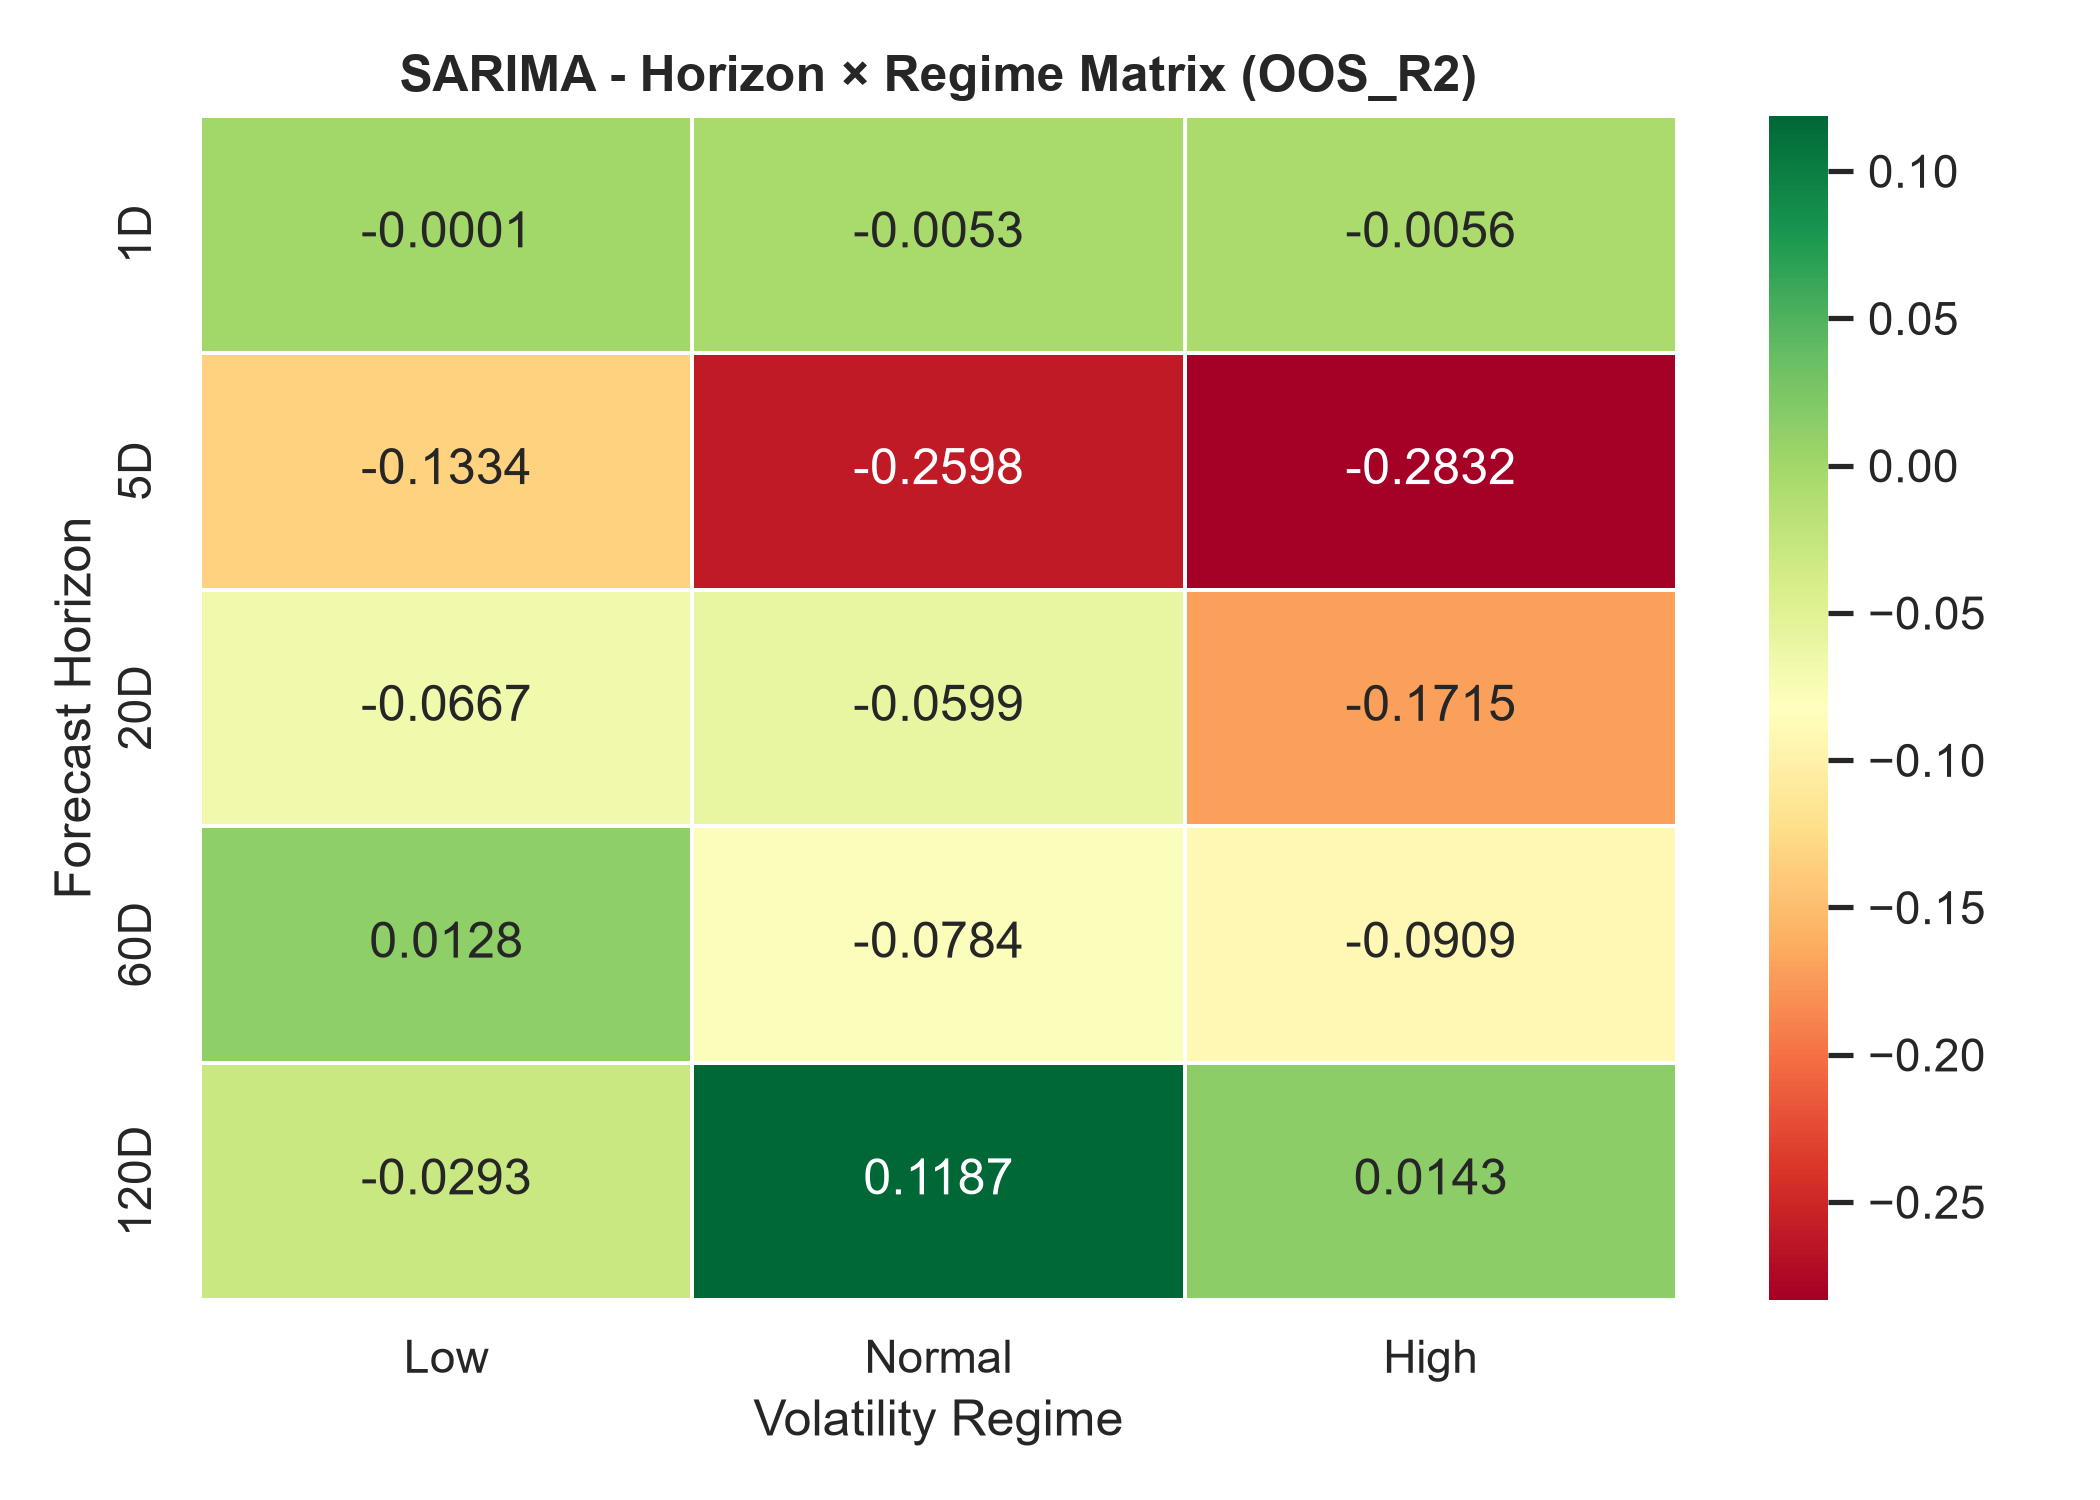 SARIMA - Horizon × Regime Matrix (OOS_R2)
Forecast Horizon
1D -0.0001 -0.0053 -0.0056
5D -0.1334 -0.2598 -0.2832
20D -0.0667 -0.0599 -0.1715
60D 0.0128 -0.0784 -0.0909
120D -0.0293 0.1187 0.0143
Low Normal High
Volatility Regime
0.10
0.05
0.00
−0.05
−0.10
−0.15
−0.20
−0.25